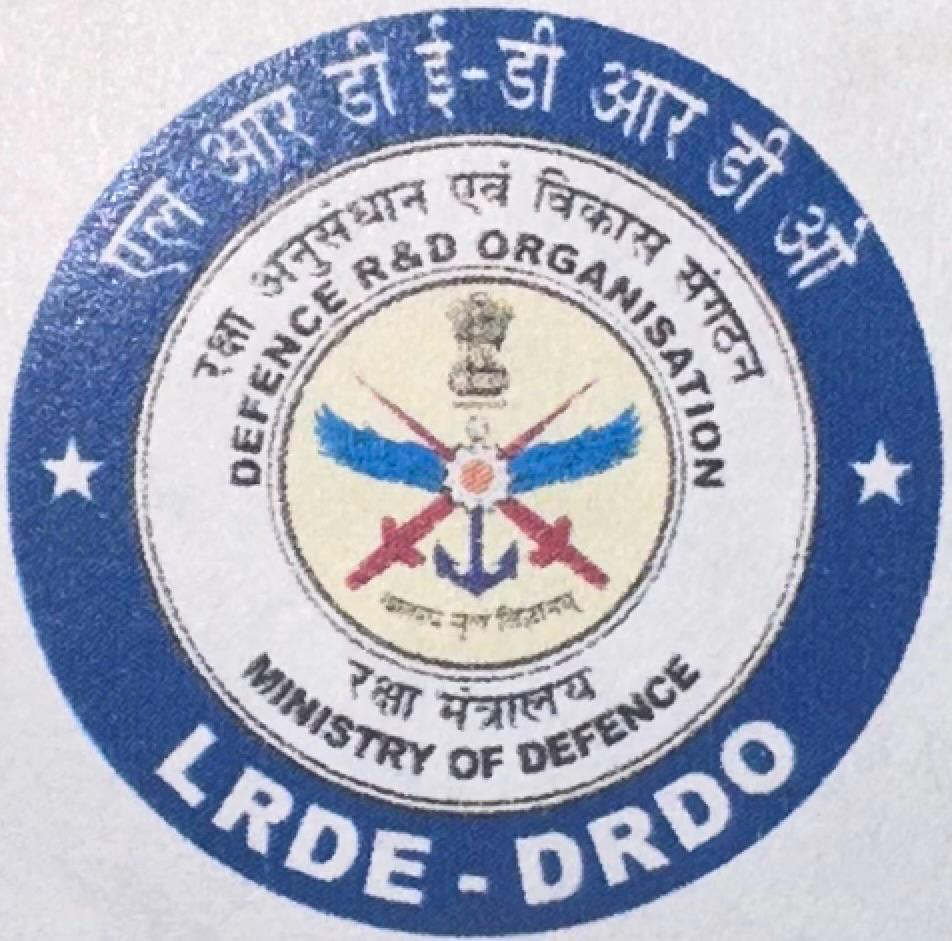 एल आर डी ई-डी आर डी ओ
रक्षा अनुसंधान एवं विकास संगठन
DEFENCE R&D ORGANISATION
रक्षा मंत्रालय
MINISTRY OF DEFENCE
LRDE - DRDO